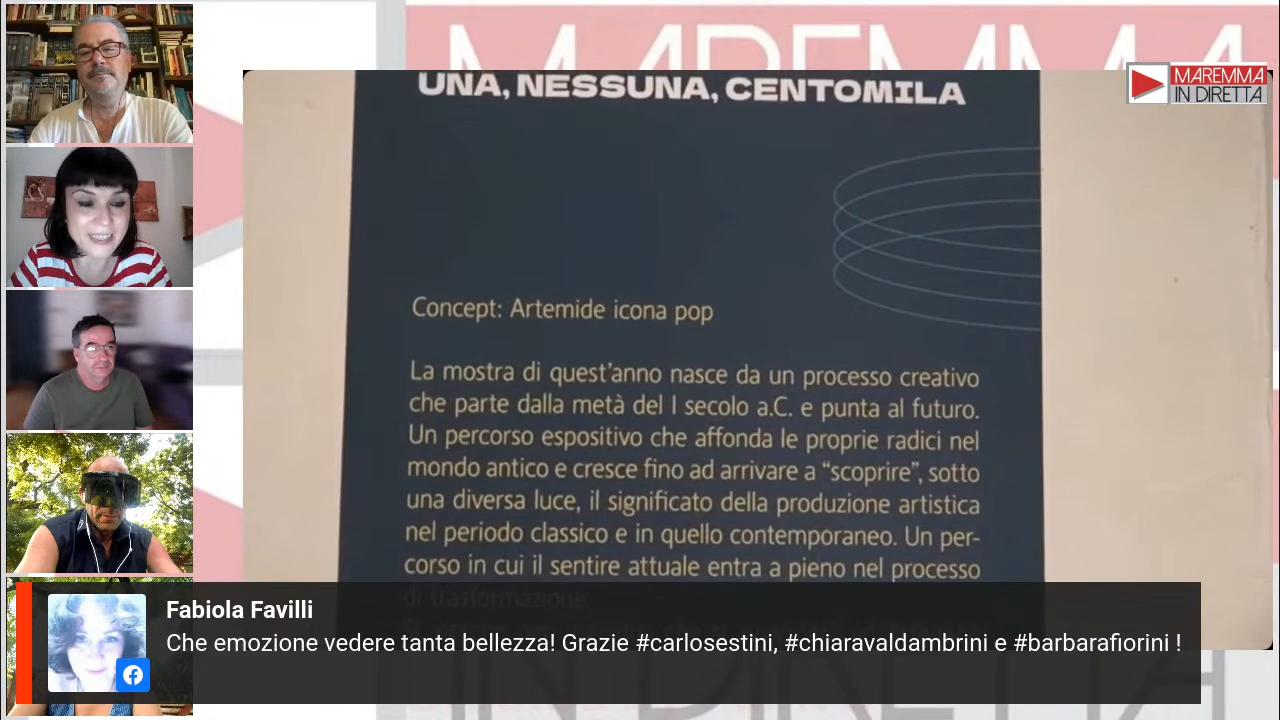 MAREMMA
MAREMMA
IN DIRETTA
UNA, NESSUNA, CENTOMILA
Concept: Artemide icona pop
La mostra di quest'anno nasce da un processo creativo
che parte dalla metà del I secolo a.C. e punta al futuro.
Un percorso espositivo che affonda le proprie radici nel
mondo antico e cresce fino ad arrivare a “scoprire”, sotto
una diversa luce, il significato della produzione artistica
nel periodo classico e in quello contemporaneo. Un per-
corso in cui il sentire attuale entra a pieno nel processo
di trasformazione.
Fabiola Favilli
Che emozione vedere tanta bellezza! Grazie #carlosestini, #chiaravaldambrini e #barbarafiorini !